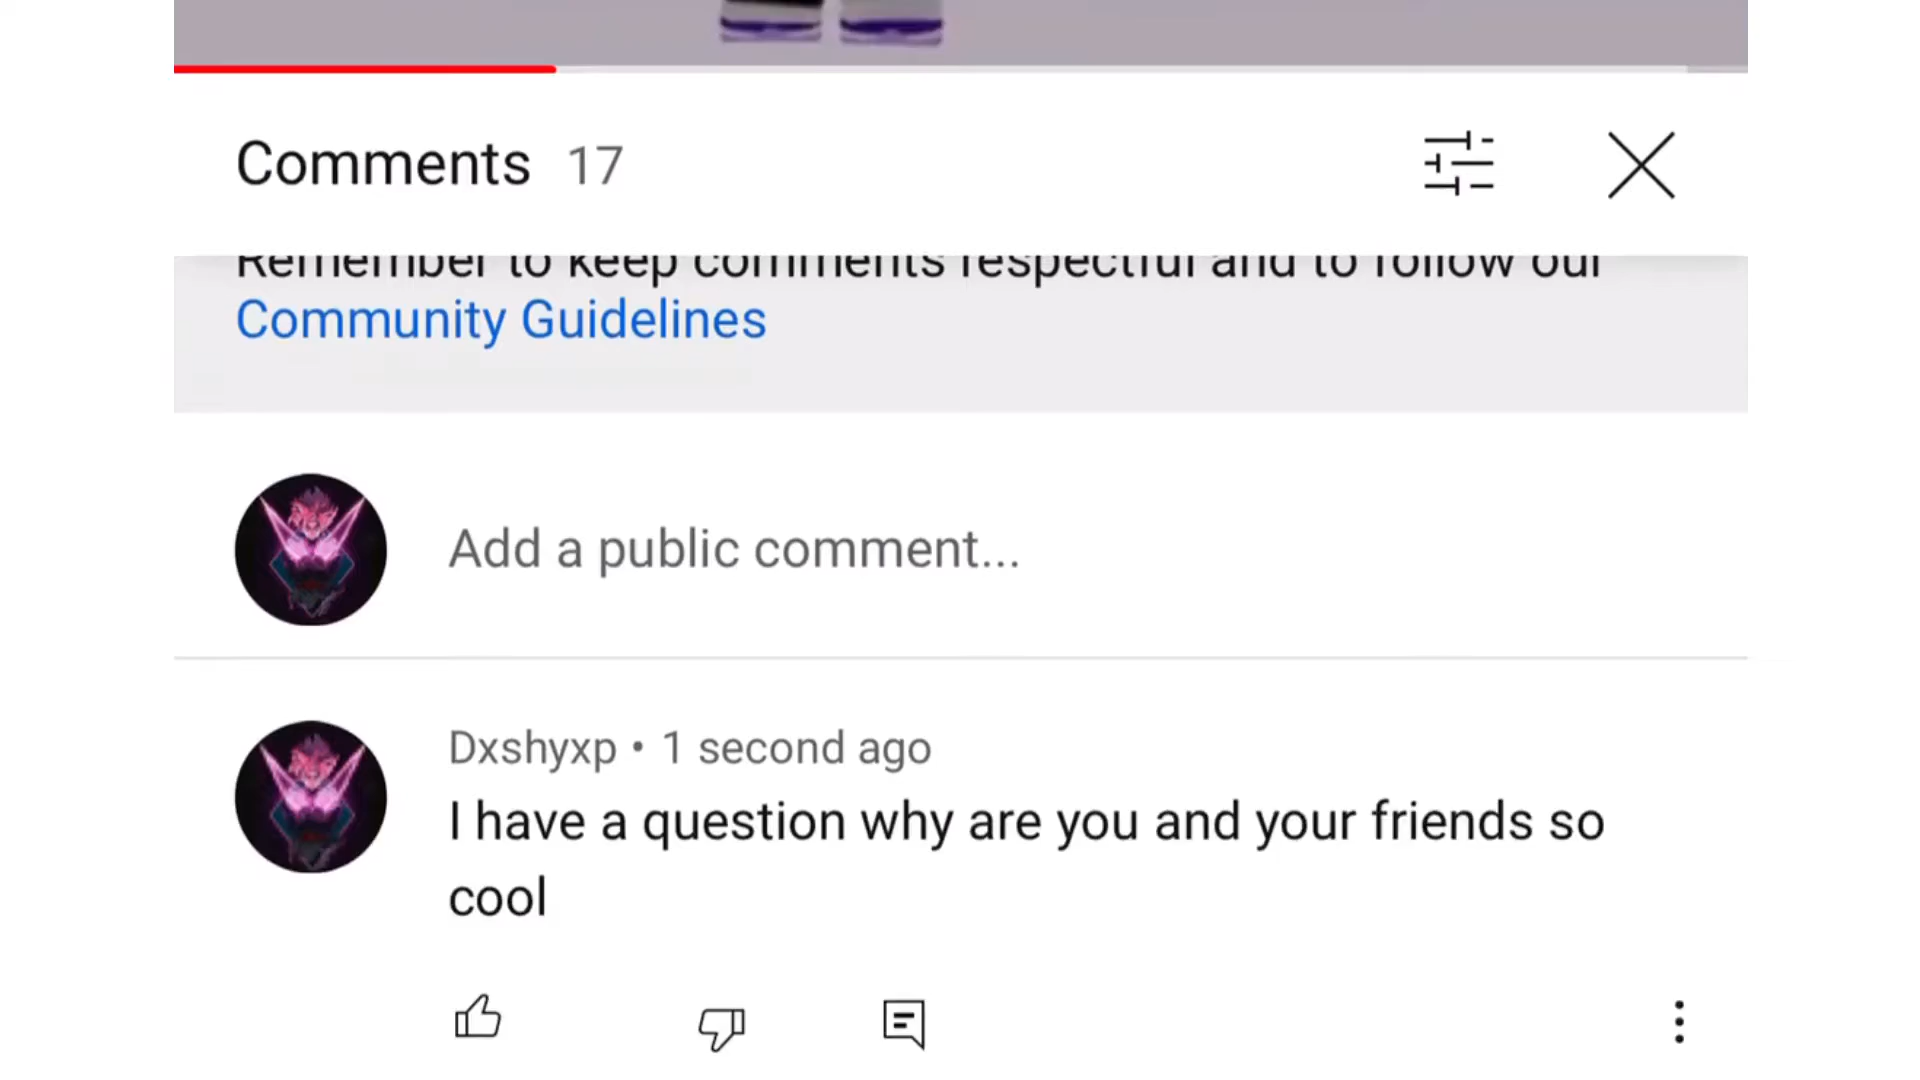 Comments 17
Remember to keep comments respectful and to follow our
Community Guidelines
Add a public comment...
Dxshyxp • 1 second ago
I have a question why are you and your friends so
cool